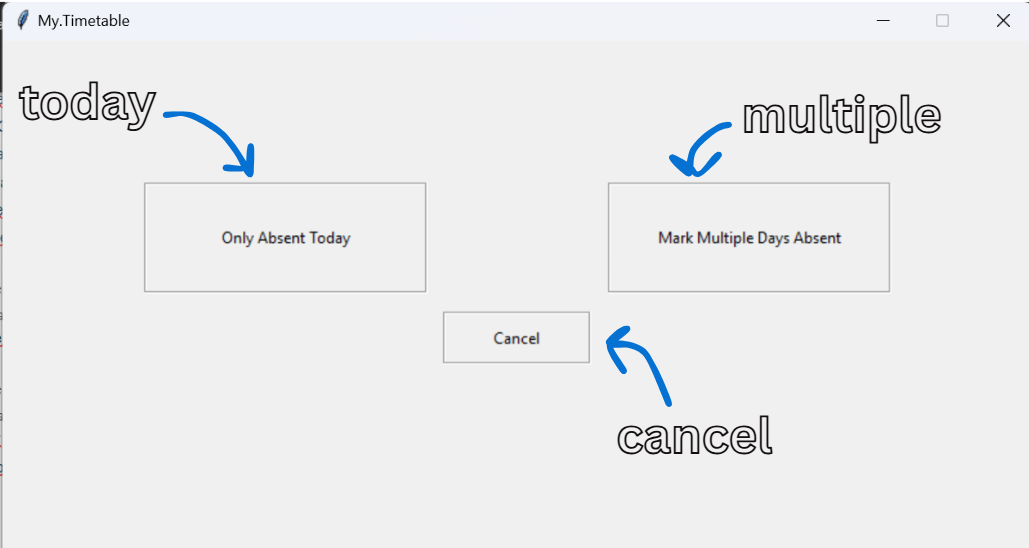 My.Timetable
today
multiple
Only Absent Today
Mark Multiple Days Absent
Cancel
cancel